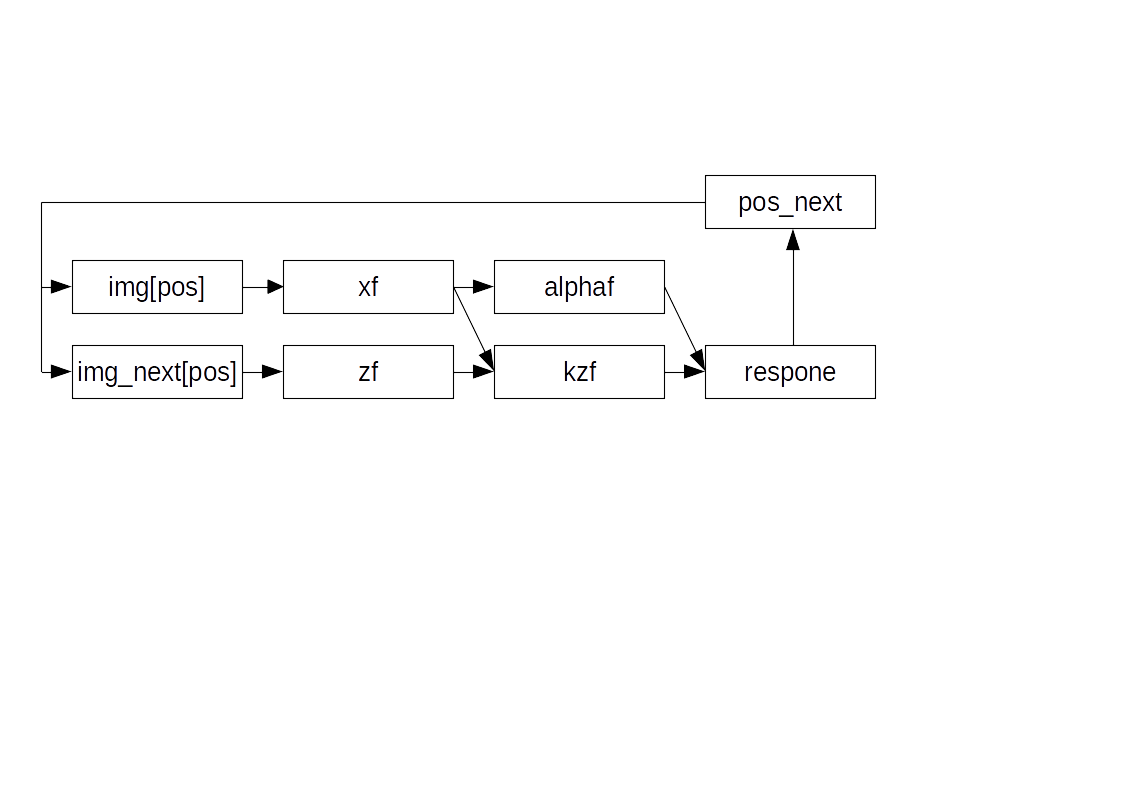 pos_next
img[pos]
xf
alphaf
img_next[pos]
zf
kzf
respone